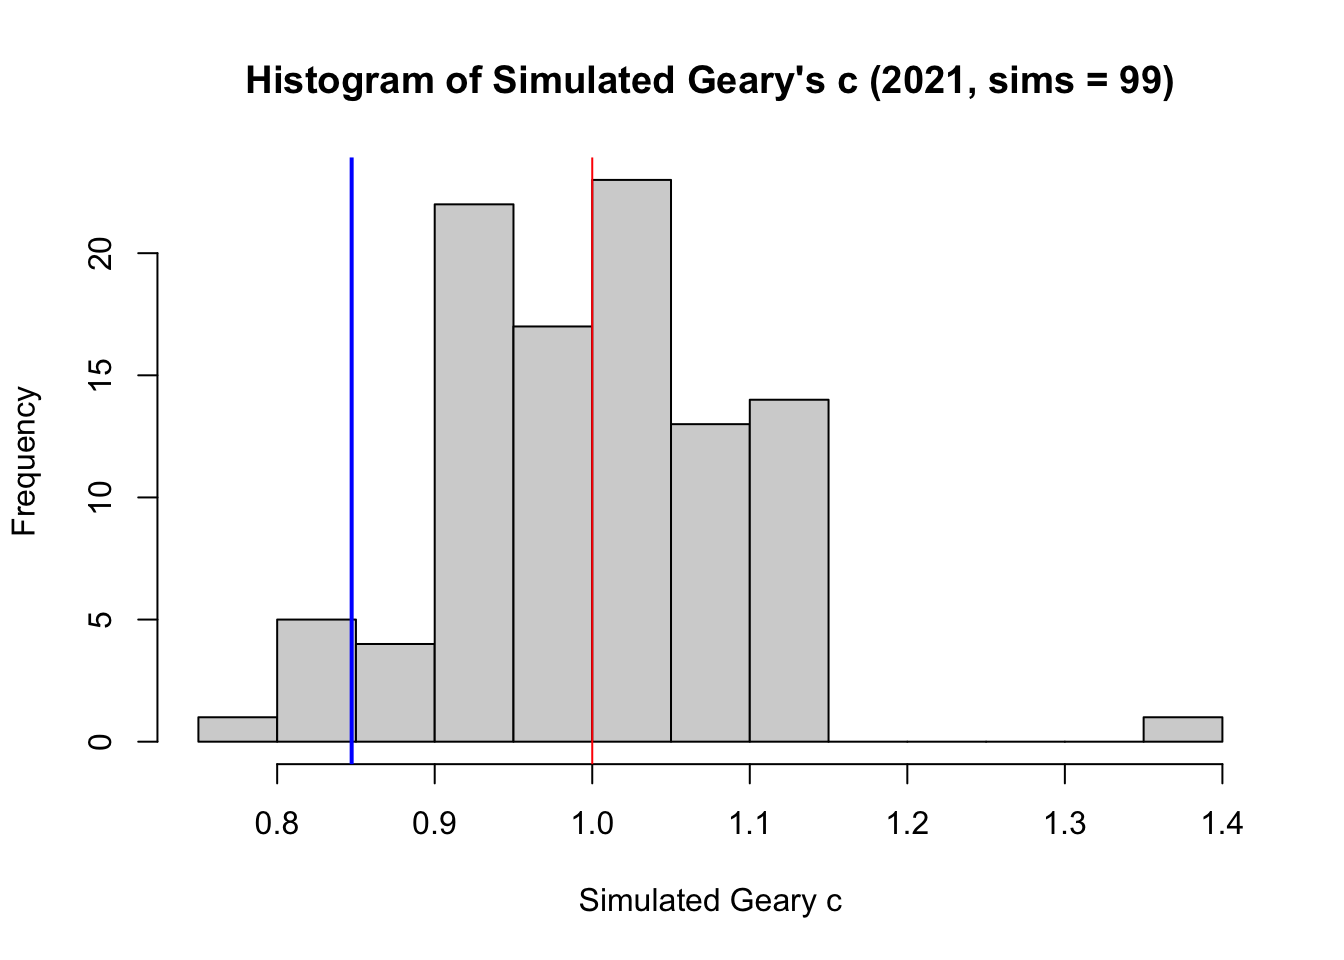 Histogram of Simulated Geary's c (2021, sims = 99)
Frequency
20
15
10
5
0
0.8 0.9 1.0 1.1 1.2 1.3 1.4
Simulated Geary c